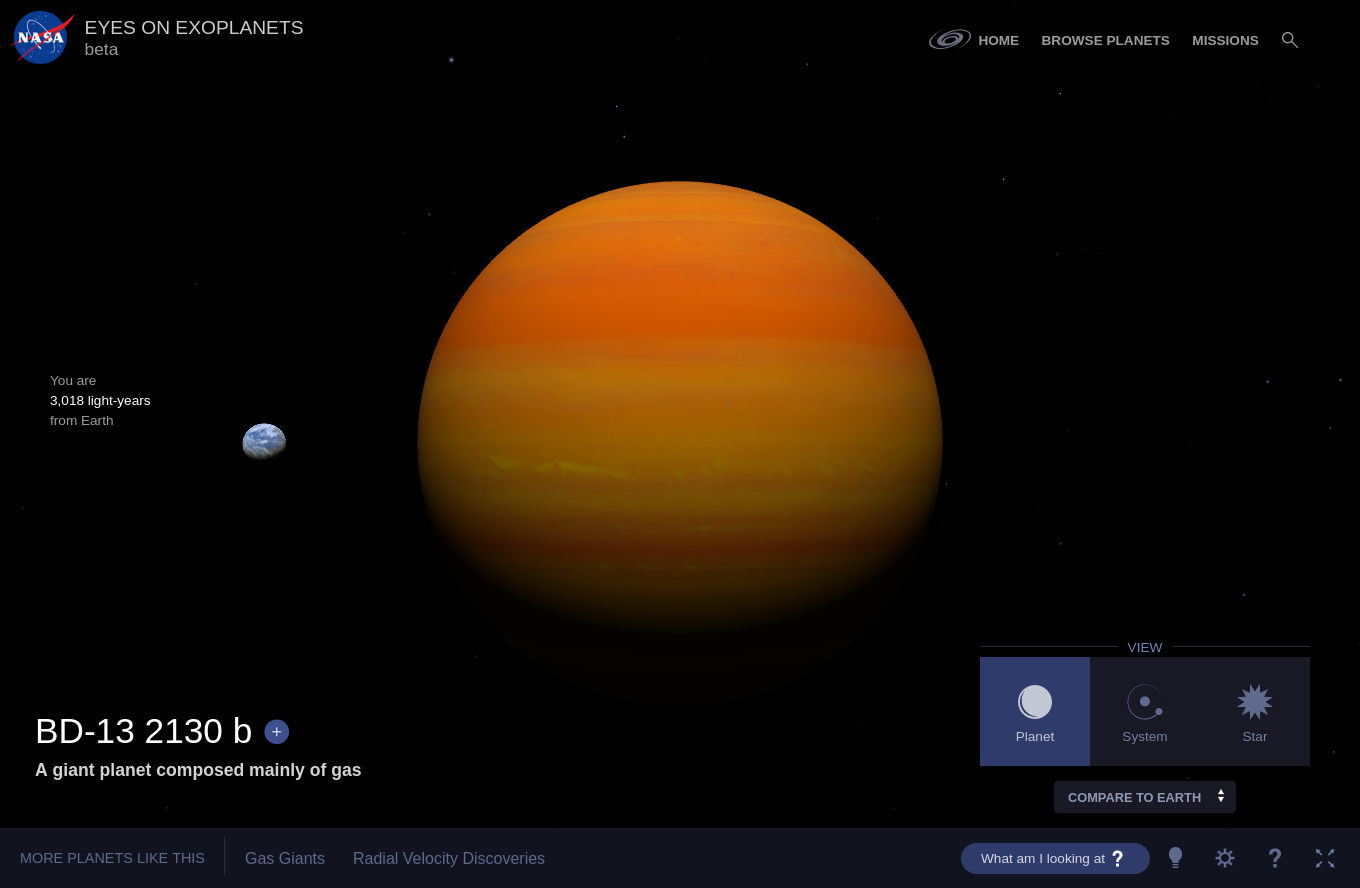 NASA
EYES ON EXOPLANETS
beta
HOME
BROWSE PLANETS
MISSIONS
You are
3,018 light-years
from Earth
BD-13 2130 b
+
A giant planet composed mainly of gas
VIEW
Planet
System
Star
COMPARE TO EARTH
MORE PLANETS LIKE THIS
Gas Giants
Radial Velocity Discoveries
What am I looking at ?
?